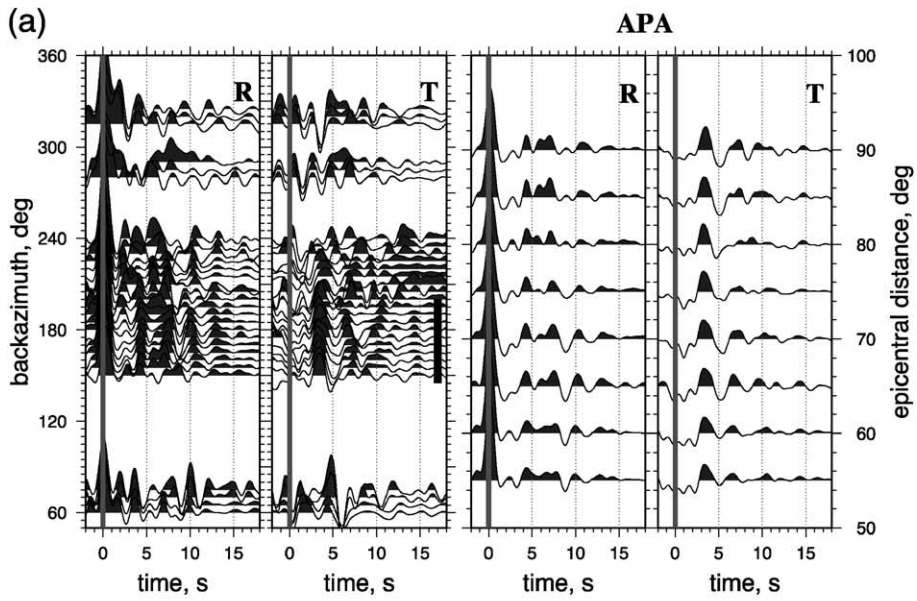 (a)
APA
R
T
R
T
360
300
240
180
120
60
backazimuth, deg
100
90
80
70
60
50
epicentral distance, deg
0 5 10 15
0 5 10 15
0 5 10 15
0 5 10 15
time, s
time, s
time, s
time, s